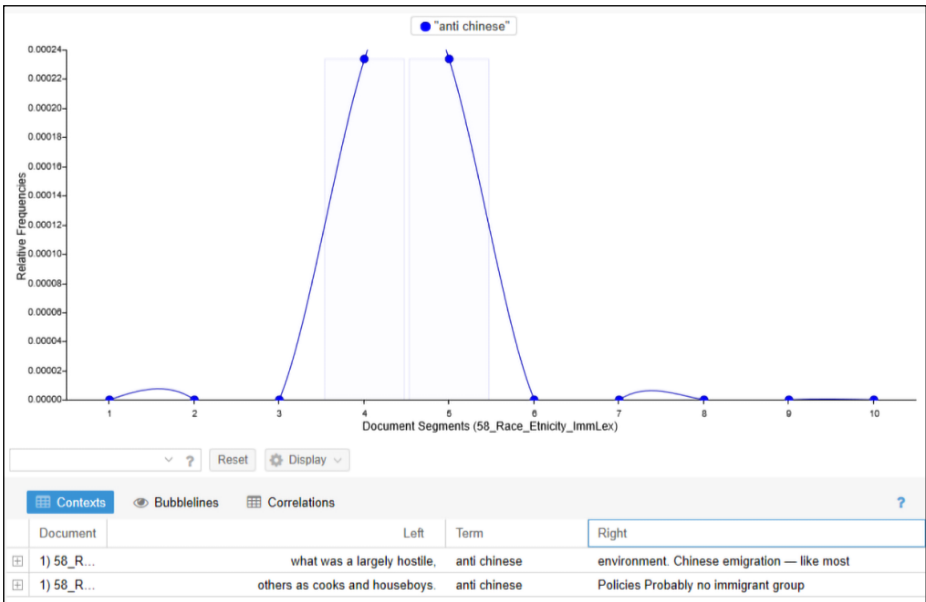 "anti chinese"
0.00024
0.00022
0.00020
0.00018
0.00016
0.00014
0.00012
0.00010
0.00008
0.00006
0.00004
0.00002
0.00000
Relative Frequencies
1 2 3 4 5 6 7 8 9 10
Document Segments (58_Race_Etnicity_ImmLex)
? Reset Display
Contexts Bubblelines Correlations ?
Document Left Term Right
1) 58_R... what was a largely hostile, anti chinese environment. Chinese emigration — like most
1) 58_R... others as cooks and houseboys. anti chinese Policies Probably no immigrant group